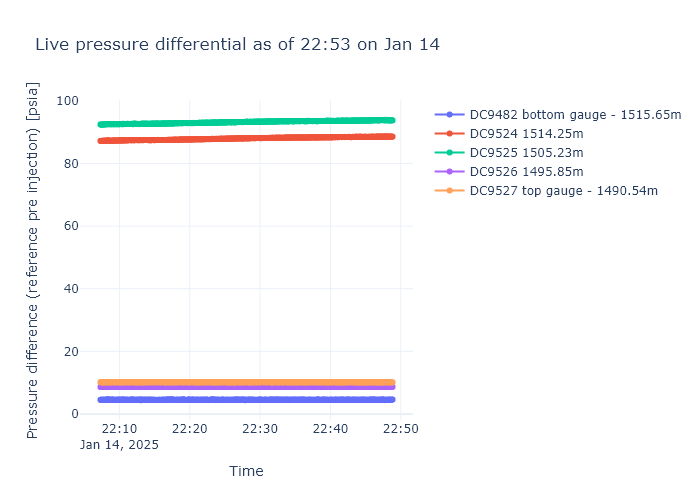 Live pressure differential as of 22:53 on Jan 14
Pressure difference (reference pre injection) [psia]
100
80
60
40
20
0
22:10
Jan 14, 2025
22:20
22:30
22:40
22:50
Time
DC9482 bottom gauge - 1515.65m
DC9524 1514.25m
DC9525 1505.23m
DC9526 1495.85m
DC9527 top gauge - 1490.54m